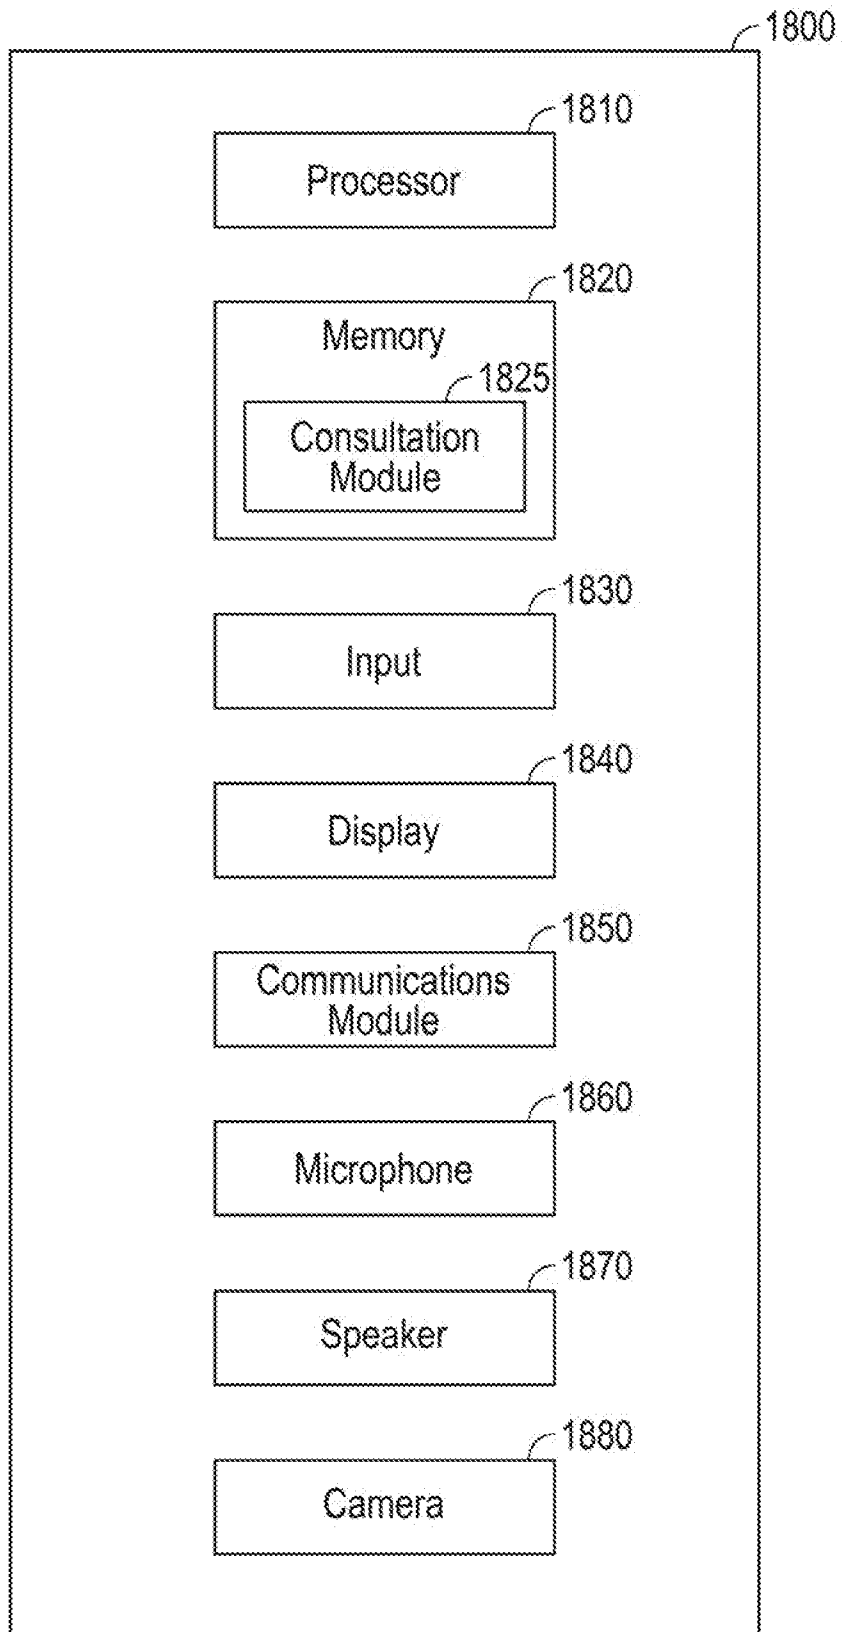 1800
1810
Processor
1820
Memory
1825
Consultation
Module
1830
Input
1840
Display
1850
Communications
Module
1860
Microphone
1870
Speaker
1880
Camera